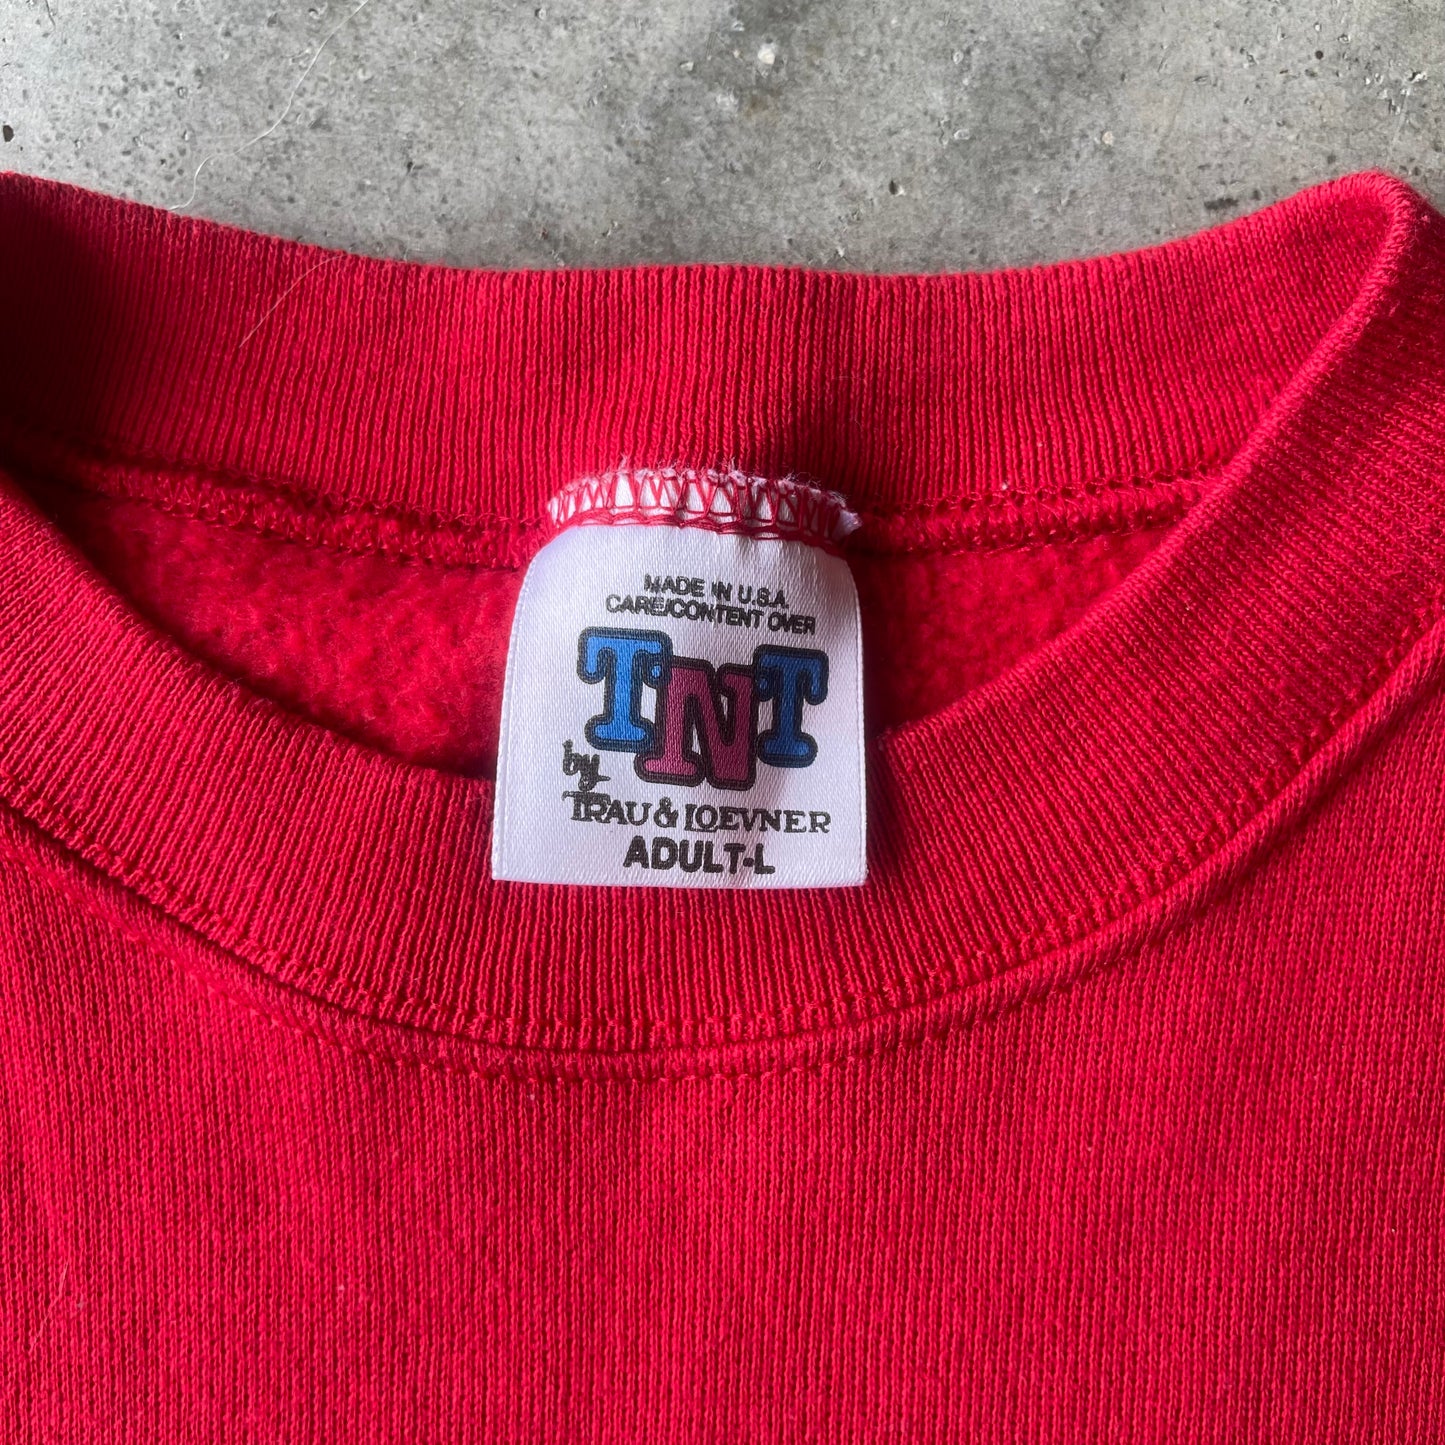 MADE IN U.S.A.
CARE/CONTENT OVER
TNT
by
TRAU & LOEVNER
ADULT-L